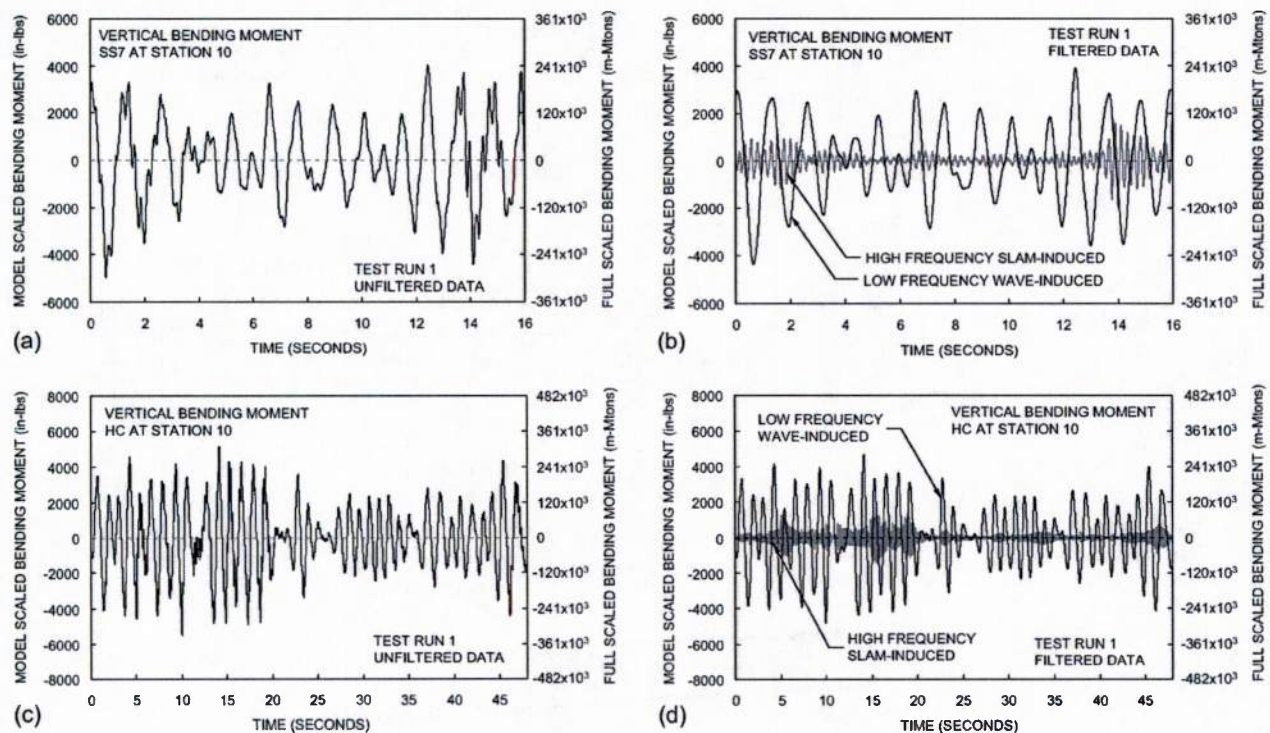 MODEL SCALED BENDING MOMENT (in-lbs)
6000
4000
2000
0
-2000
-4000
-6000
VERTICAL BENDING MOMENT
SS7 AT STATION 10
TEST RUN 1
UNFILTERED DATA
361x10³
241x10³
120x10³
0
-120x10³
-241x10³
-361x10³
FULL SCALED BENDING MOMENT (m-Mtons)
0 2 4 6 8 10 12 14 16
TIME (SECONDS)
(a)
MODEL SCALED BENDING MOMENT (in-lbs)
6000
4000
2000
0
-2000
-4000
-6000
VERTICAL BENDING MOMENT
SS7 AT STATION 10
TEST RUN 1
FILTERED DATA
HIGH FREQUENCY SLAM-INDUCED
LOW FREQUENCY WAVE-INDUCED
361x10³
241x10³
120x10³
0
-120x10³
-241x10³
-361x10³
FULL SCALED BENDING MOMENT (m-Mtons)
0 2 4 6 8 10 12 14 16
TIME (SECONDS)
(b)
MODEL SCALED BENDING MOMENT (in-lbs)
8000
6000
4000
2000
0
-2000
-4000
-6000
-8000
VERTICAL BENDING MOMENT
HC AT STATION 10
TEST RUN 1
UNFILTERED DATA
482x10³
361x10³
241x10³
120x10³
0
-120x10³
-241x10³
-361x10³
-482x10³
FULL SCALED BENDING MOMENT (m-Mtons)
0 5 10 15 20 25 30 35 40 45
TIME (SECONDS)
(c)
MODEL SCALED BENDING MOMENT (in-lbs)
8000
6000
4000
2000
0
-2000
-4000
-6000
-8000
LOW FREQUENCY
WAVE-INDUCED
VERTICAL BENDING MOMENT
HC AT STATION 10
HIGH FREQUENCY
SLAM-INDUCED
TEST RUN 1
FILTERED DATA
482x10³
361x10³
241x10³
120x10³
0
-120x10³
-241x10³
-361x10³
-482x10³
FULL SCALED BENDING MOMENT (m-Mtons)
0 5 10 15 20 25 30 35 40 45
TIME (SECONDS)
(d)